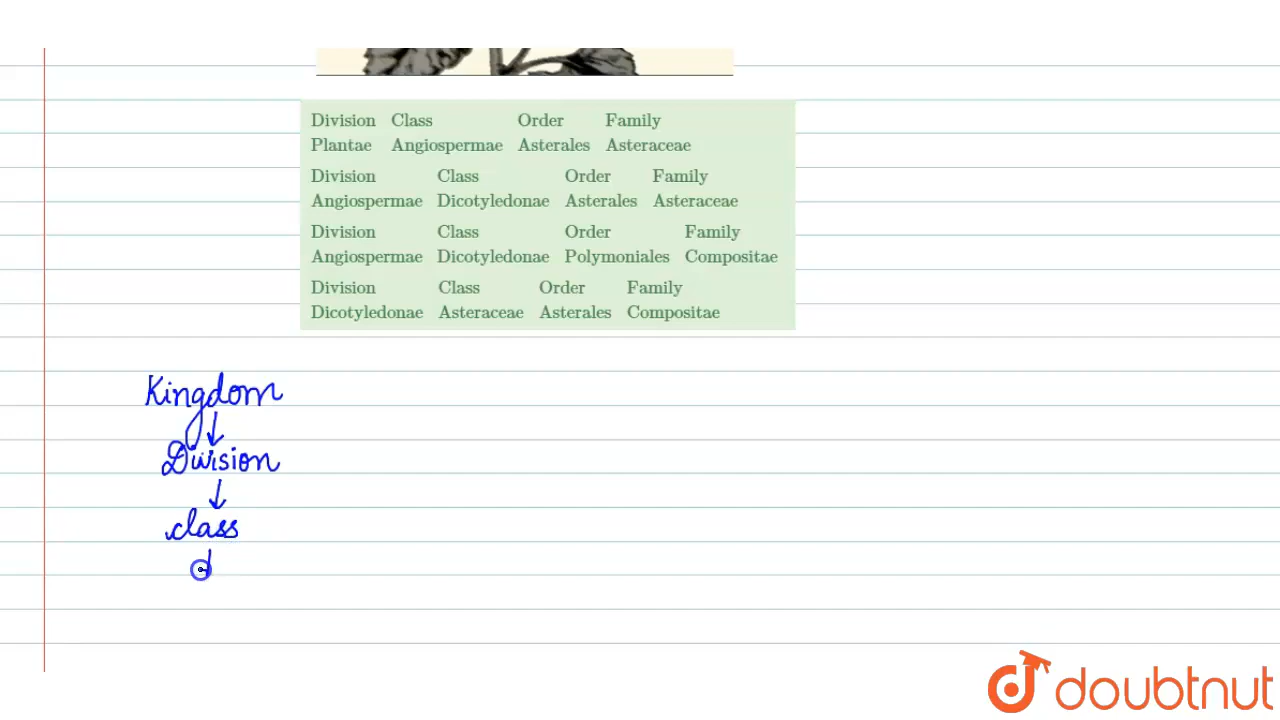 Division Class Order Family
Plantae Angiospermae Asterales Asteraceae
Division Class Order Family
Angiospermae Dicotyledonae Asterales Asteraceae
Division Class Order Family
Angiospermae Dicotyledonae Polymoniales Compositae
Division Class Order Family
Dicotyledonae Asteraceae Asterales Compositae
Kingdom
↓
Division
↓
class
doubtnut